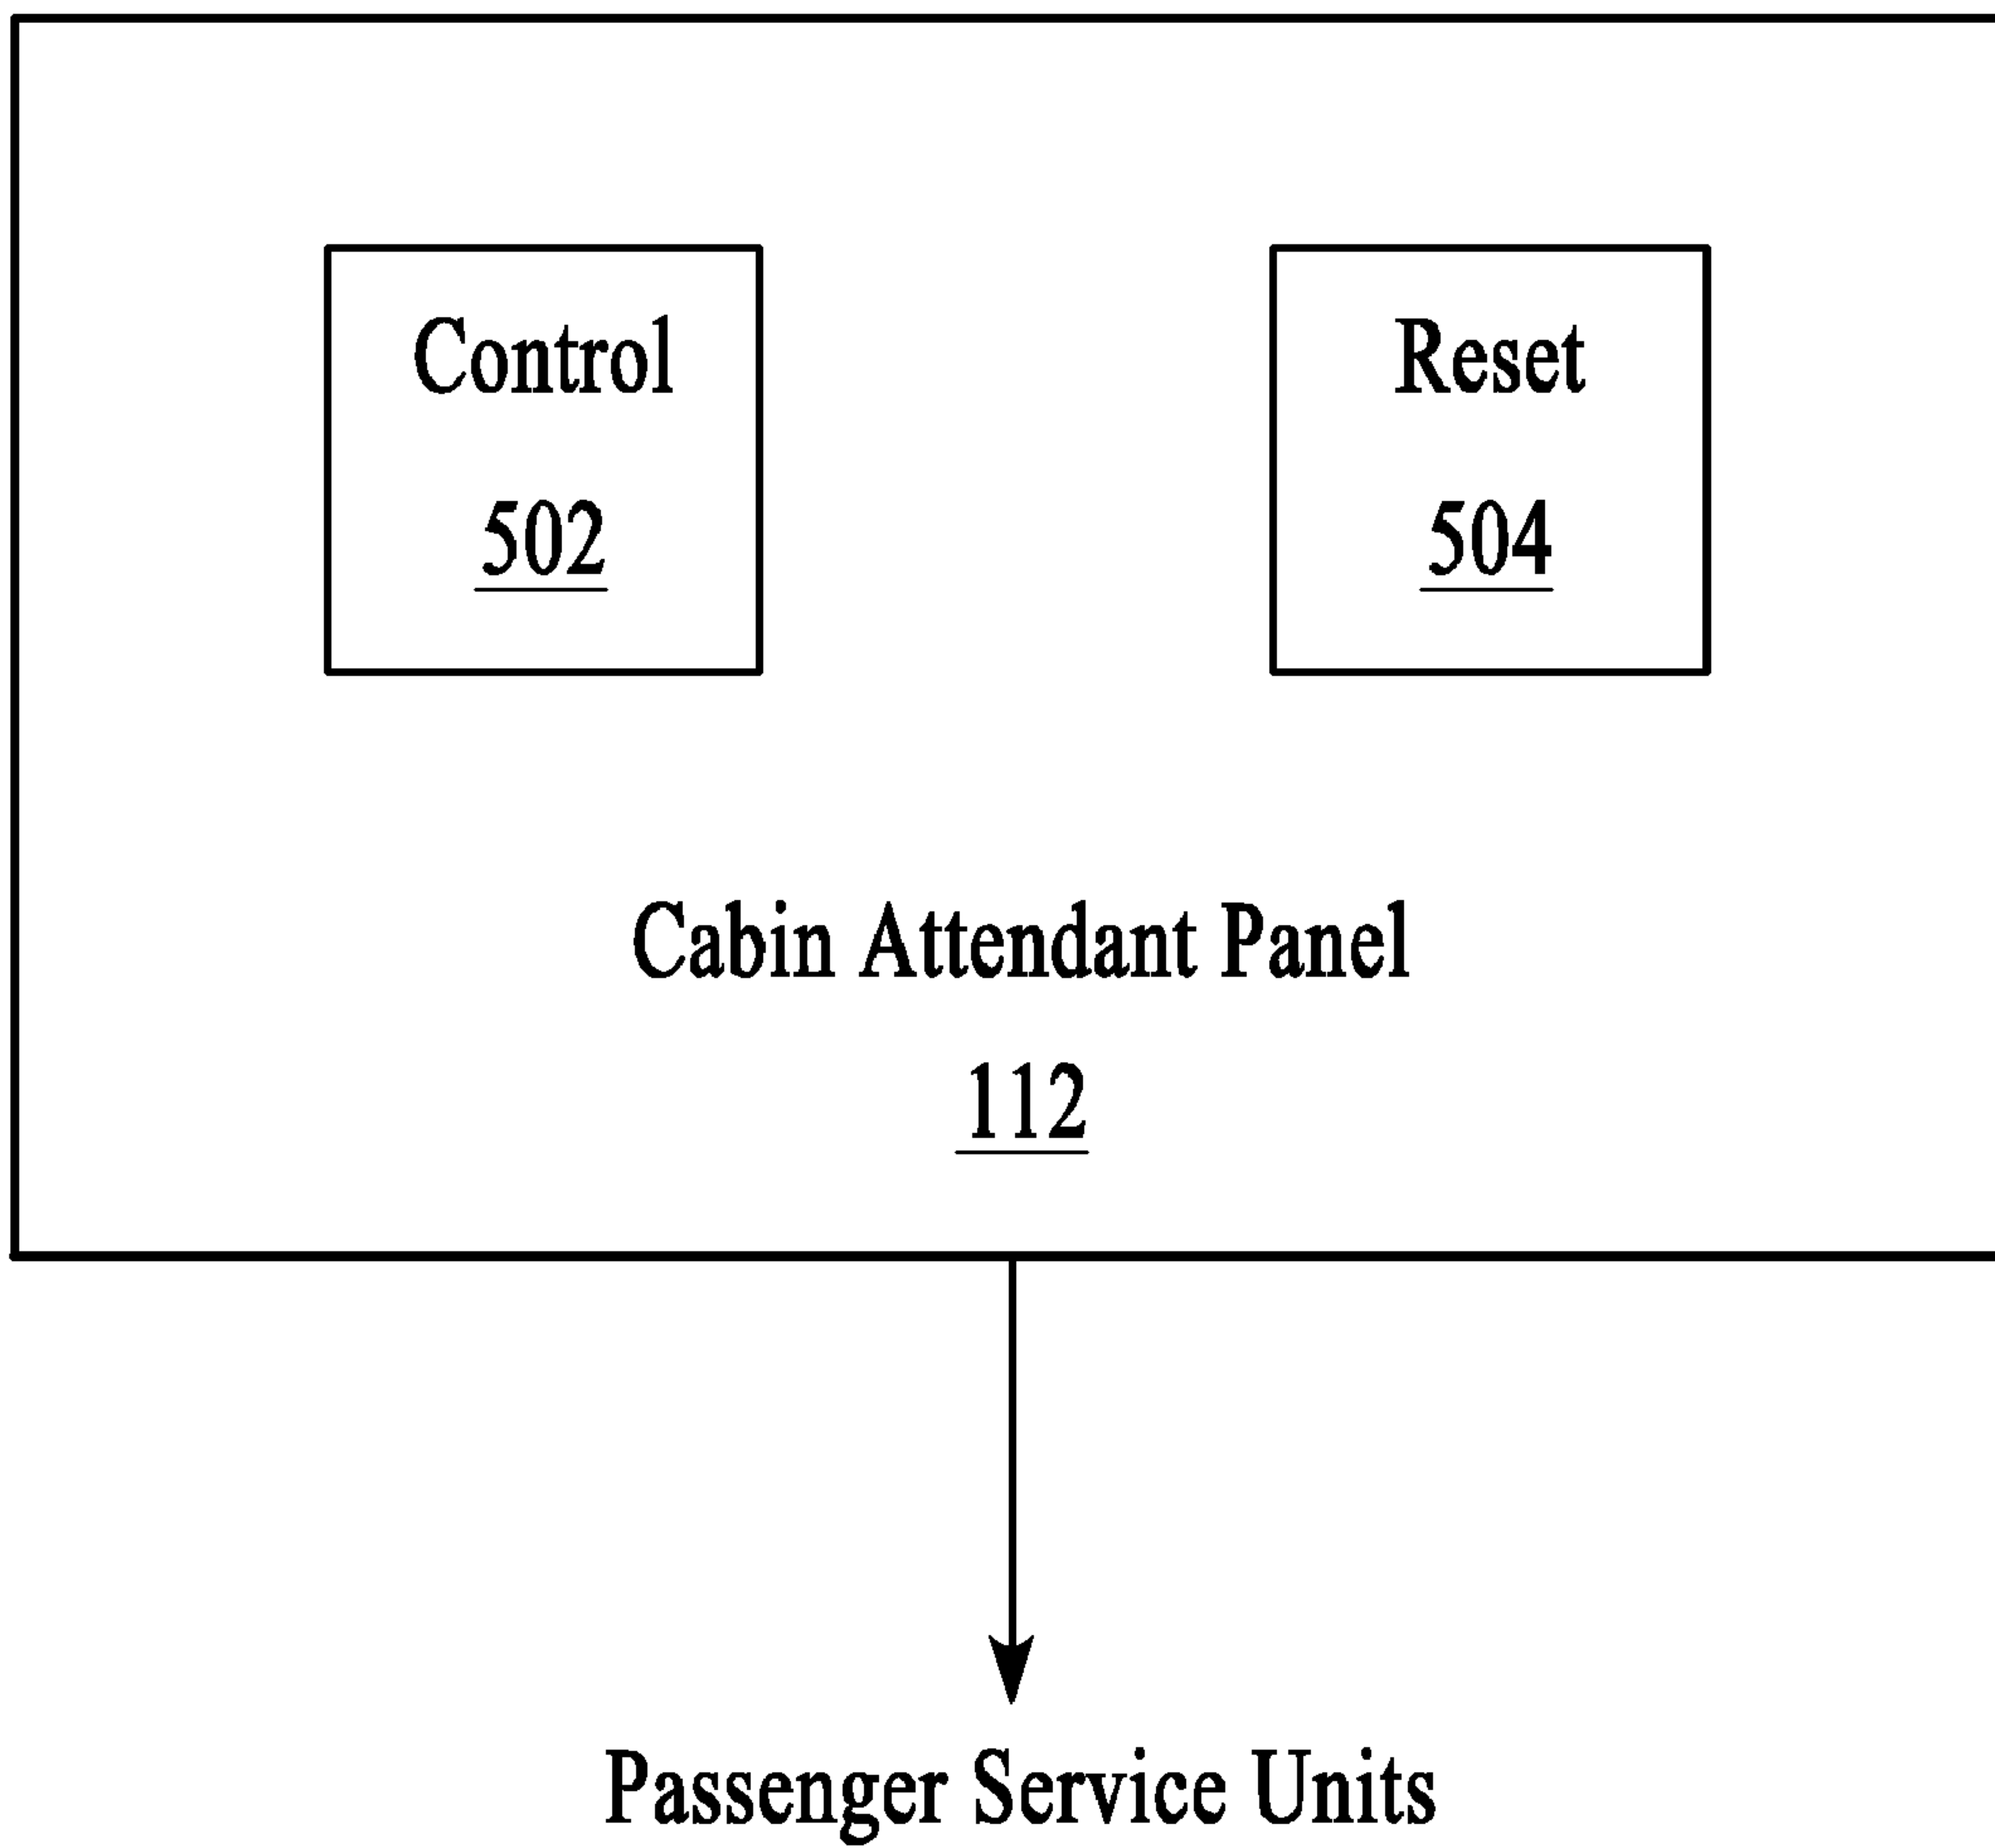 Control
Reset
502
504
Cabin Attendant Panel
112
Passenger Service Units